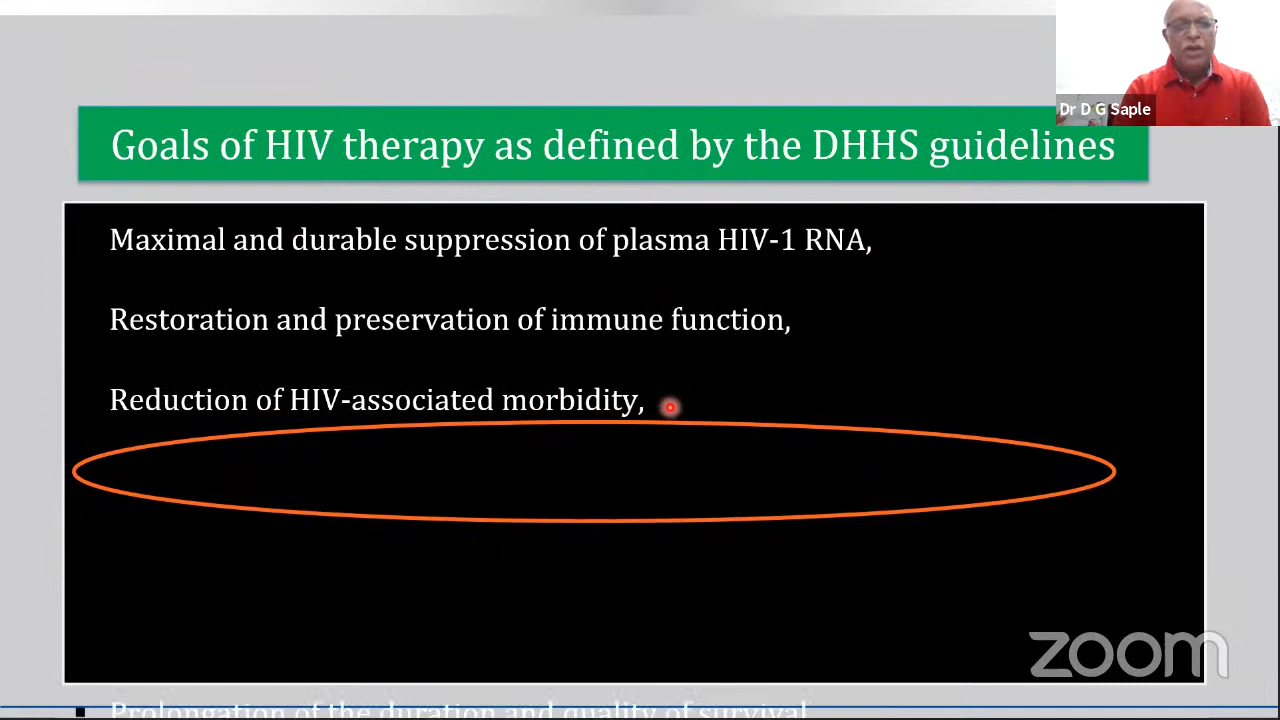 Dr D G Saple
Goals of HIV therapy as defined by the DHHS guidelines
Maximal and durable suppression of plasma HIV-1 RNA,
Restoration and preservation of immune function,
Reduction of HIV-associated morbidity,
zoom
Prolongation of the duration and quality of survival